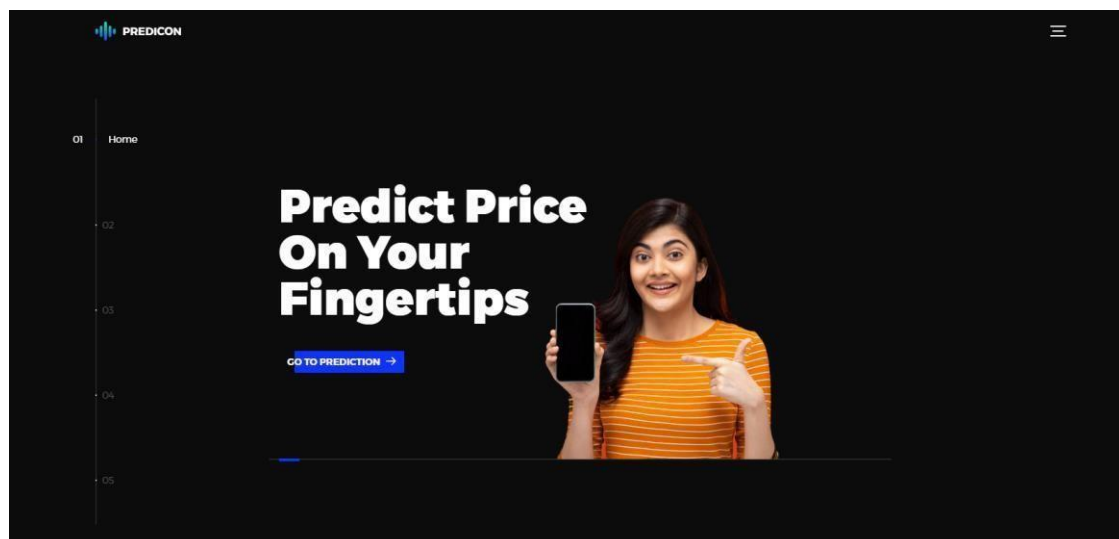 PREDICON
01 Home
02
03
04
05
Predict Price
On Your
Fingertips
GO TO PREDICTION →